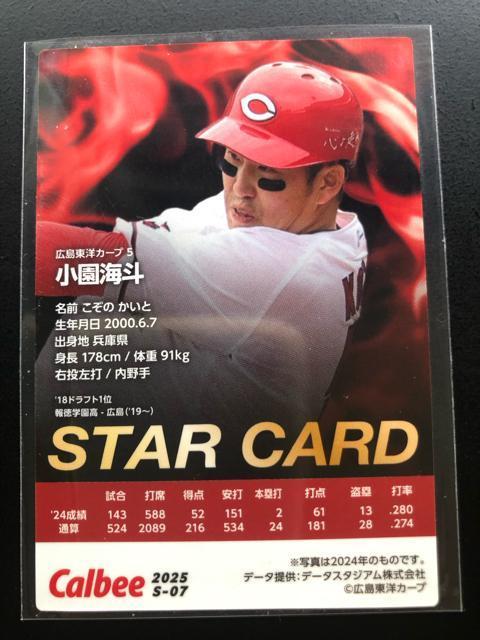 広島東洋カープ 5
小園海斗
名前 こぞの かいと
生年月日 2000.6.7
出身地 兵庫県
身長 178cm / 体重 91kg
右投左打 / 内野手
'18ドラフト1位
報徳学園高 - 広島('19~)
STAR CARD
試合 打席 得点 安打 本塁打 打点 盗塁 打率
'24成績 143 588 52 151 2 61 13 .280
通算 524 2089 216 534 24 181 28 .274
Calbee 2025
S-07
※写真は2024年のものです。
データ提供:データスタジアム株式会社
©広島東洋カープ